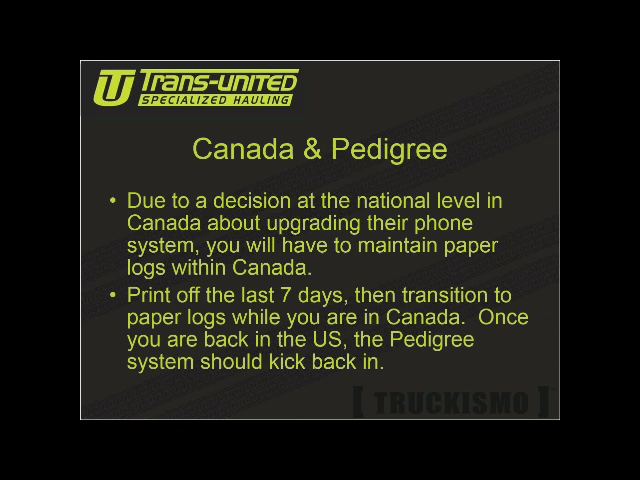 TRANS-UNITED
SPECIALIZED HAULING
Canada & Pedigree
• Due to a decision at the national level in
Canada about upgrading their phone
system, you will have to maintain paper
logs within Canada.
• Print off the last 7 days, then transition to
paper logs while you are in Canada.  Once
you are back in the US, the Pedigree
system should kick back in.
[ TRUCKISMO ]